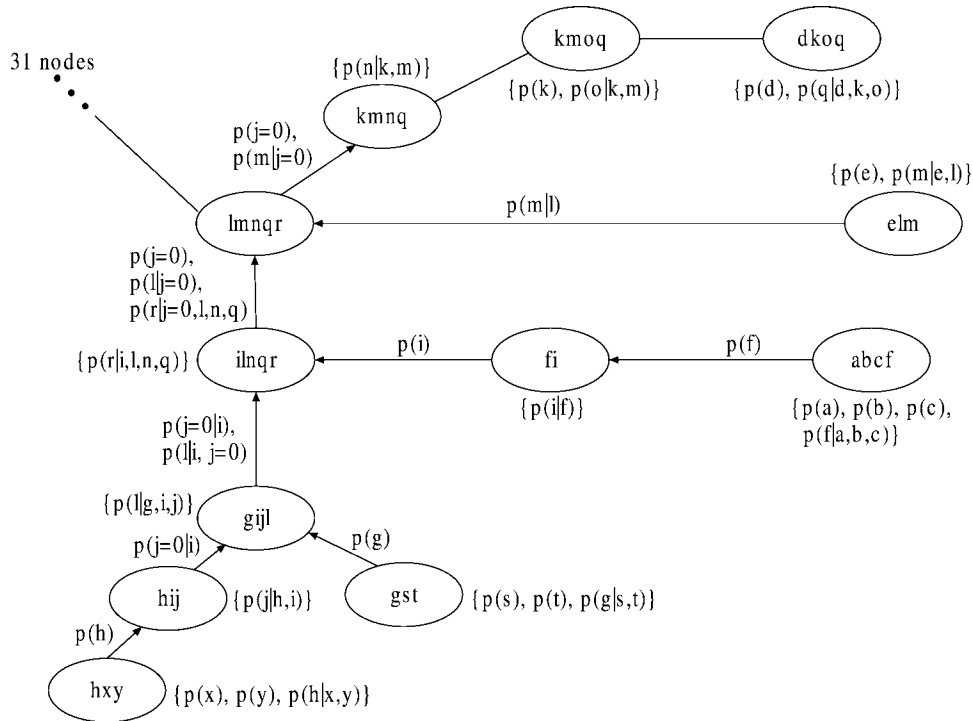 31 nodes
kmoq
dkoq
{p(n|k,m)}
{p(k), p(o|k,m)}
{p(d), p(q|d,k,o)}
kmnq
p(j=0),
p(m|j=0)
{p(e), p(m|e,l)}
lmnqr
p(m|l)
elm
p(j=0),
p(l|j=0),
p(r|j=0,l,n,q)
{p(r|i,l,n,q)}
ilnqr
p(i)
fi
p(f)
abcf
{p(i|f)}
{p(a), p(b), p(c),
p(f|a,b,c)}
p(j=0|i),
p(l|i, j=0)
{p(l|g,i,j)}
gijl
p(j=0|i)
p(g)
hij
{p(j|h,i)}
gst
{p(s), p(t), p(g|s,t)}
p(h)
hxy
{p(x), p(y), p(h|x,y)}